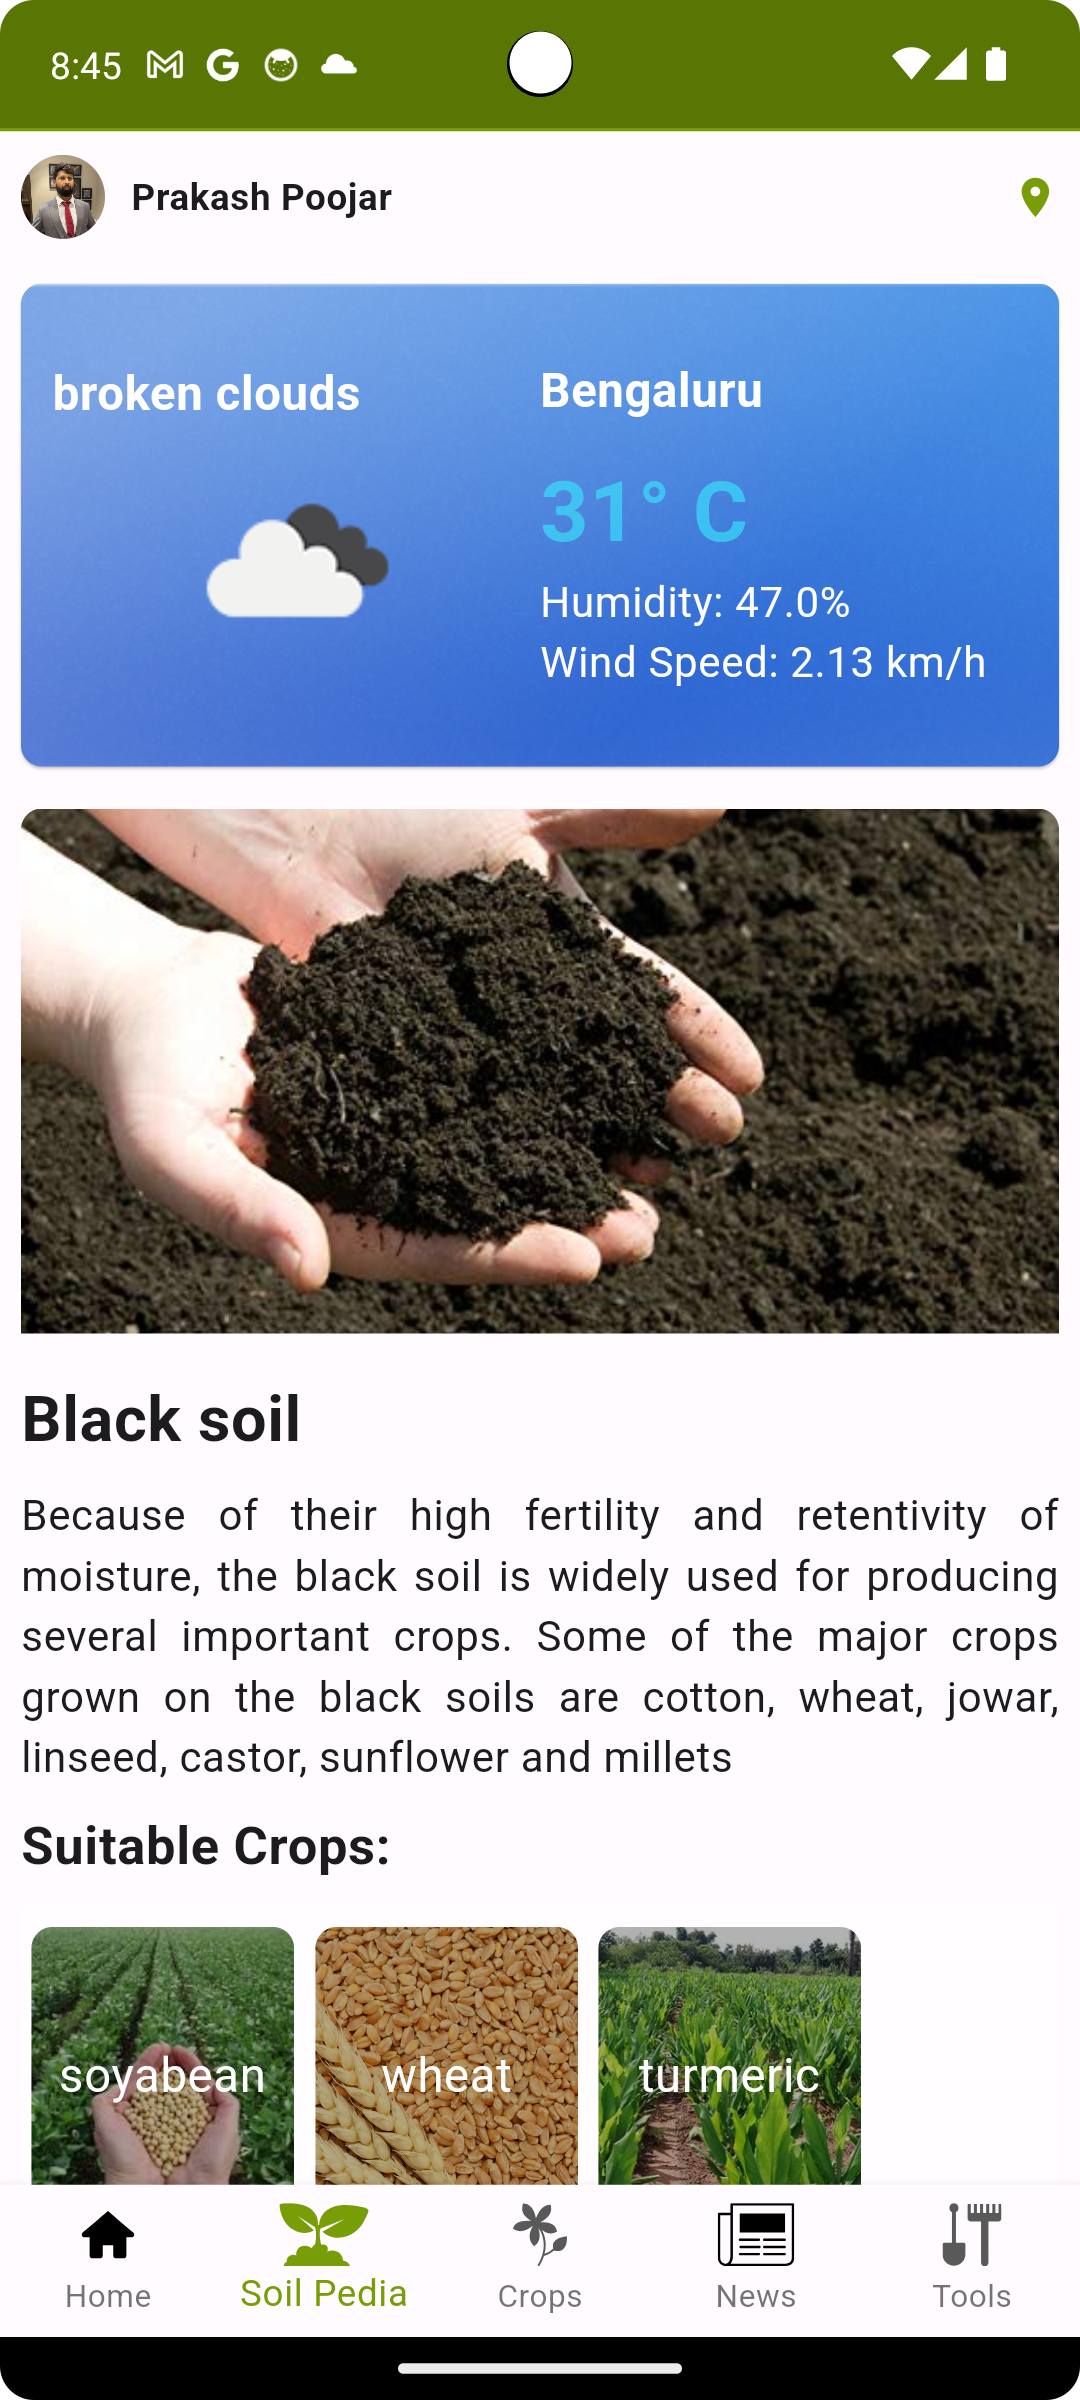 8:45
Prakash Poojar
broken clouds
Bengaluru
31° C
Humidity: 47.0%
Wind Speed: 2.13 km/h
Black soil
Because of their high fertility and retentivity of
moisture, the black soil is widely used for producing
several important crops. Some of the major crops
grown on the black soils are cotton, wheat, jowar,
linseed, castor, sunflower and millets
Suitable Crops:
soyabean wheat turmeric
Home Soil Pedia Crops News Tools